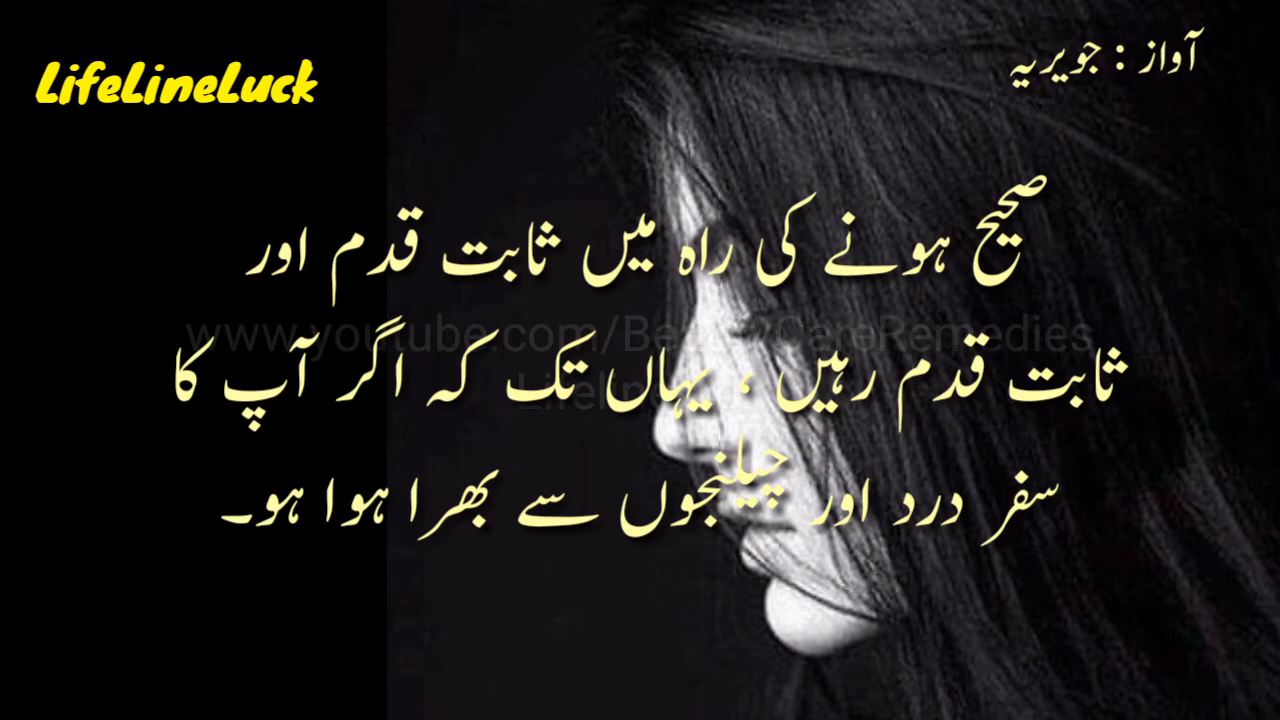 LifeLineLuck
آواز : جویریہ
صحیح ہونے کی راہ میں ثابت قدم اور
ثابت قدم رہیں ، یہاں تک کہ اگر آپ کا
سفر درد اور چیلنجوں سے بھرا ہوا ہو۔